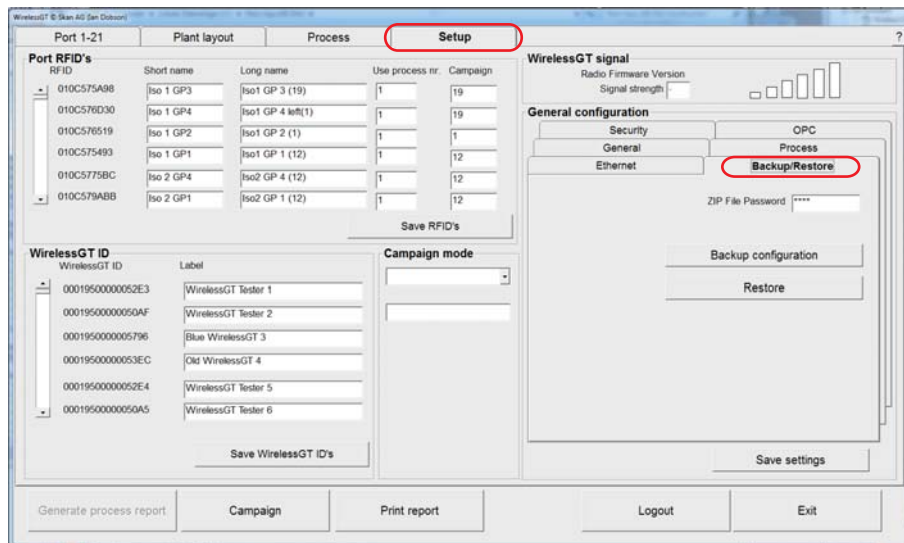 WirelessGT © Skan AG (Ian Dobson)
Port 1-21 Plant layout Process Setup ?
Port RFID's
RFID Short name Long name Use process nr. Campaign
010C575A98 Iso 1 GP3 Iso1 GP 3 (19) 1 19
010C576D30 Iso 1 GP4 Iso1 GP 4 left(1) 1 19
010C576519 Iso 1 GP2 Iso1 GP 2 (1) 1 1
010C575493 Iso 1 GP1 Iso1 GP 1 (12) 1 12
010C5775BC Iso 2 GP4 Iso2 GP 4 (12) 1 12
010C579ABB Iso 2 GP1 Iso2 GP 1 (12) 1 12
Save RFID's
WirelessGT ID
WirelessGT ID Label
00019500000052E3 WirelessGT Tester 1
00019500000050AF WirelessGT Tester 2
0001950000005796 Blue WirelessGT 3
00019500000053EC Old WirelessGT 4
00019500000052E4 WirelessGT Tester 5
00019500000050A5 WirelessGT Tester 6
Save WirelessGT ID's
Campaign mode
WirelessGT signal
Radio Firmware Version
Signal strength -
General configuration
Security OPC
General Process
Ethernet Backup/Restore
ZIP File Password ****
Backup configuration
Restore
Save settings
Generate process report Campaign Print report Logout Exit